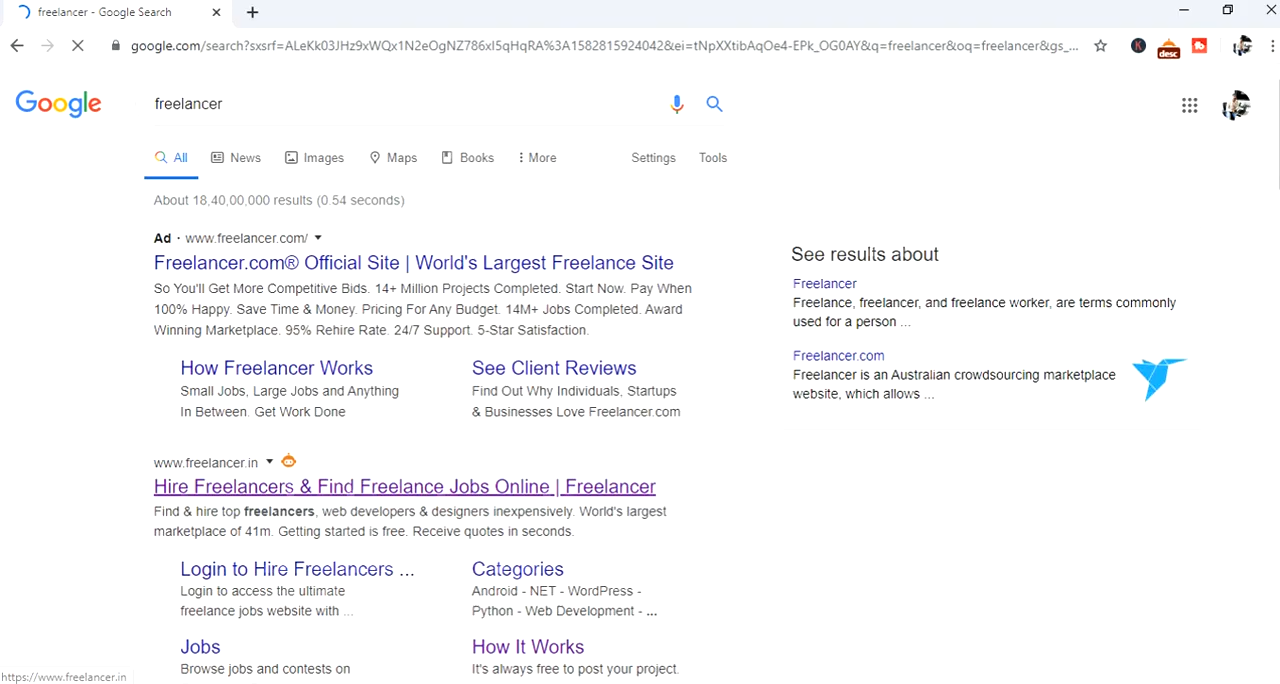 freelancer - Google Search
google.com/search?sxsrf=ALeKk03JHz9xWQx1N2eOgNZ786xI5qHqRA%3A1582815924042&ei=tNpXXtibAqOe4-EPk_OG0AY&q=freelancer&oq=freelancer&gs_...
K
desc
Google
freelancer
All News Images Maps Books More Settings Tools
About 18,40,00,000 results (0.54 seconds)
Ad · www.freelancer.com/
Freelancer.com® Official Site | World's Largest Freelance Site
So You'll Get More Competitive Bids. 14+ Million Projects Completed. Start Now. Pay When
100% Happy. Save Time & Money. Pricing For Any Budget. 14M+ Jobs Completed. Award
Winning Marketplace. 95% Rehire Rate. 24/7 Support. 5-Star Satisfaction.
How Freelancer Works
Small Jobs, Large Jobs and Anything
In Between. Get Work Done
See Client Reviews
Find Out Why Individuals, Startups
& Businesses Love Freelancer.com
www.freelancer.in
Hire Freelancers & Find Freelance Jobs Online | Freelancer
Find & hire top freelancers, web developers & designers inexpensively. World's largest
marketplace of 41m. Getting started is free. Receive quotes in seconds.
Login to Hire Freelancers ...
Login to access the ultimate
freelance jobs website with ...
Categories
Android - NET - WordPress -
Python - Web Development - ...
Jobs
Browse jobs and contests on
How It Works
It's always free to post your project.
See results about
Freelancer
Freelance, freelancer, and freelance worker, are terms commonly
used for a person ...
Freelancer.com
Freelancer is an Australian crowdsourcing marketplace
website, which allows ...
https://www.freelancer.in